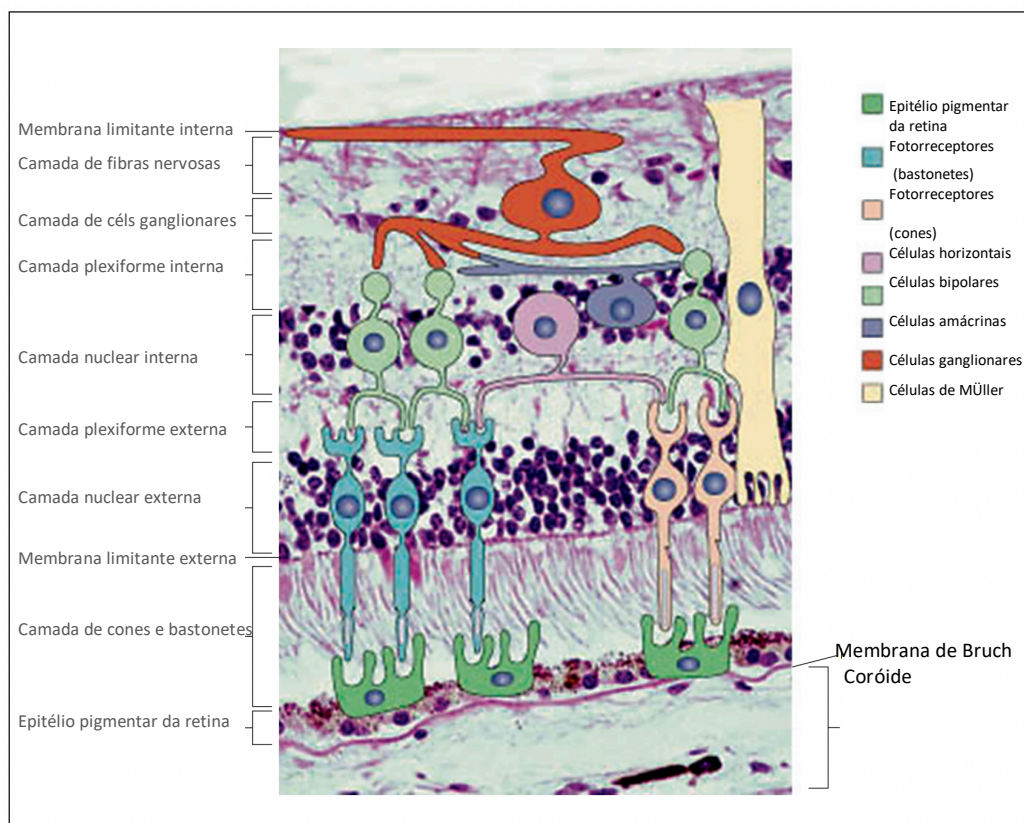 Membrana limitante interna
Camada de fibras nervosas
Camada de céls ganglionares
Camada plexiforme interna
Camada nuclear interna
Camada plexiforme externa
Camada nuclear externa
Membrana limitante externa
Camada de cones e bastonetes
Epitélio pigmentar da retina
Epitélio pigmentar
da retina
Fotorreceptores
(bastonetes)
Fotorreceptores
(cones)
Células horizontais
Células bipolares
Células amácrinas
Células ganglionares
Células de MÜller
Membrana de Bruch
Coróide